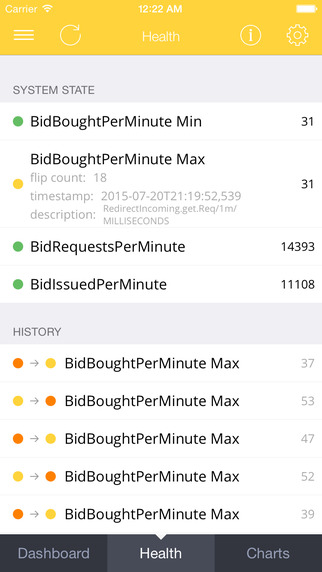 Carrier 12:22 AM
Health
SYSTEM STATE
BidBoughtPerMinute Min 31
BidBoughtPerMinute Max 31
flip count: 18
timestamp: 2015-07-20T21:19:52,539
description: RedirectIncoming.get.Req/1m/
MILLISECONDS
BidRequestsPerMinute 14393
BidIssuedPerMinute 11108
HISTORY
→ BidBoughtPerMinute Max 37
→ BidBoughtPerMinute Max 53
→ BidBoughtPerMinute Max 47
→ BidBoughtPerMinute Max 52
→ BidBoughtPerMinute Max 39
Dashboard Health Charts